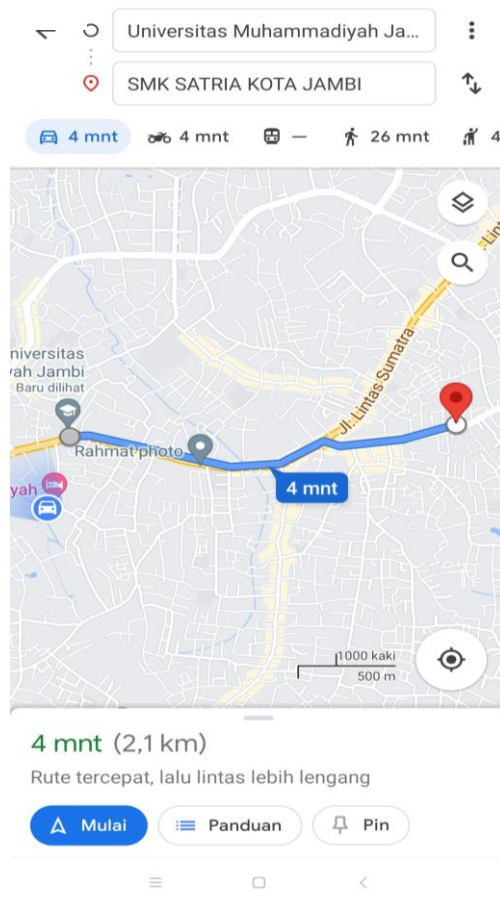 Universitas Muhammadiyah Ja...
SMK SATRIA KOTA JAMBI
4 mnt
4 mnt
—
26 mnt
4
Lint
Jl. Lintas Sumatra
niversitas
ah Jambi
Baru dilihat
Rahmat photo
yah
4 mnt
1000 kaki
500 m
4 mnt (2,1 km)
Rute tercepat, lalu lintas lebih lengang
Mulai
Panduan
Pin